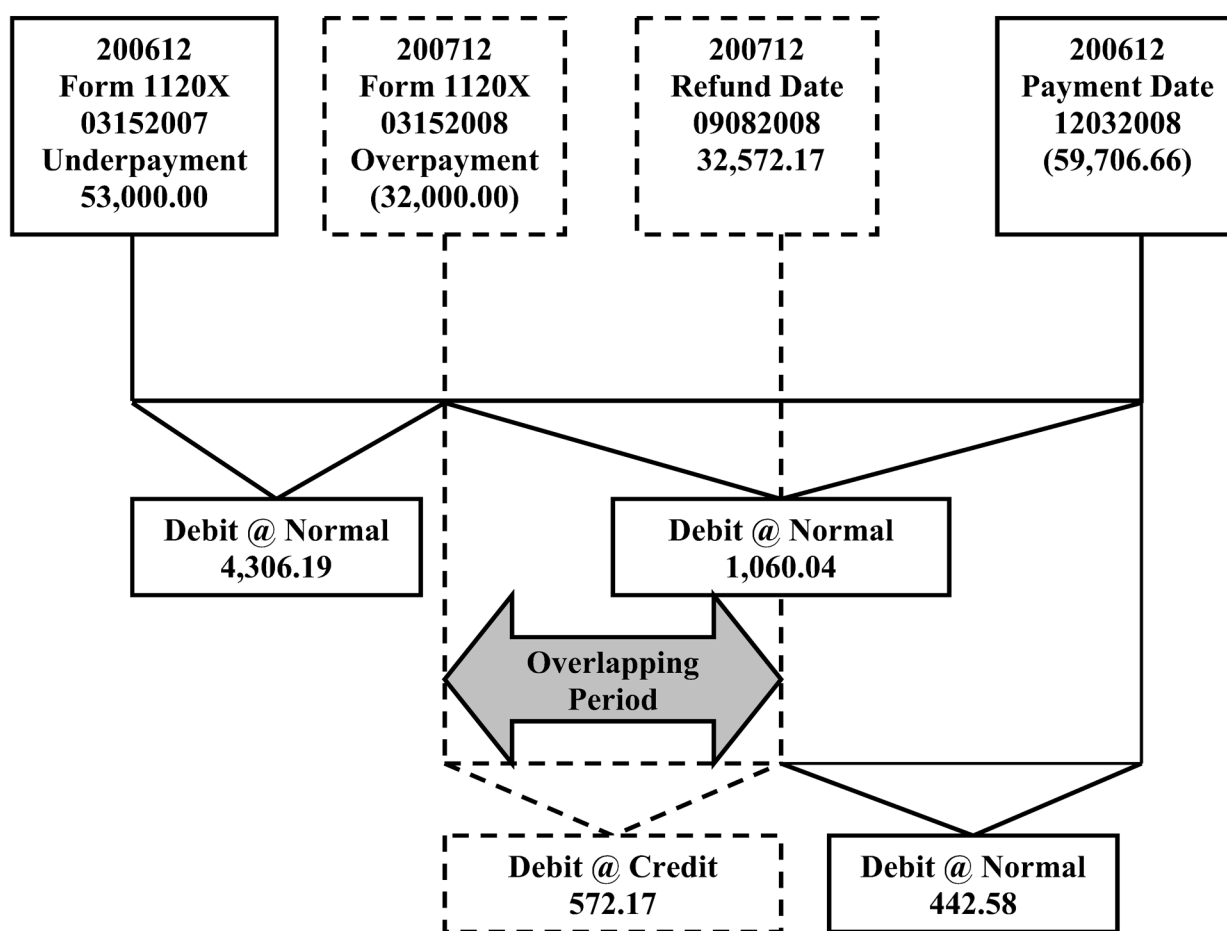 200612
Form 1120X
03152007
Underpayment
53,000.00
200712
Form 1120X
03152008
Overpayment
(32,000.00)
200712
Refund Date
09082008
32,572.17
200612
Payment Date
12032008
(59,706.66)
Debit @ Normal
4,306.19
Debit @ Normal
1,060.04
Overlapping
Period
Debit @ Credit
572.17
Debit @ Normal
442.58